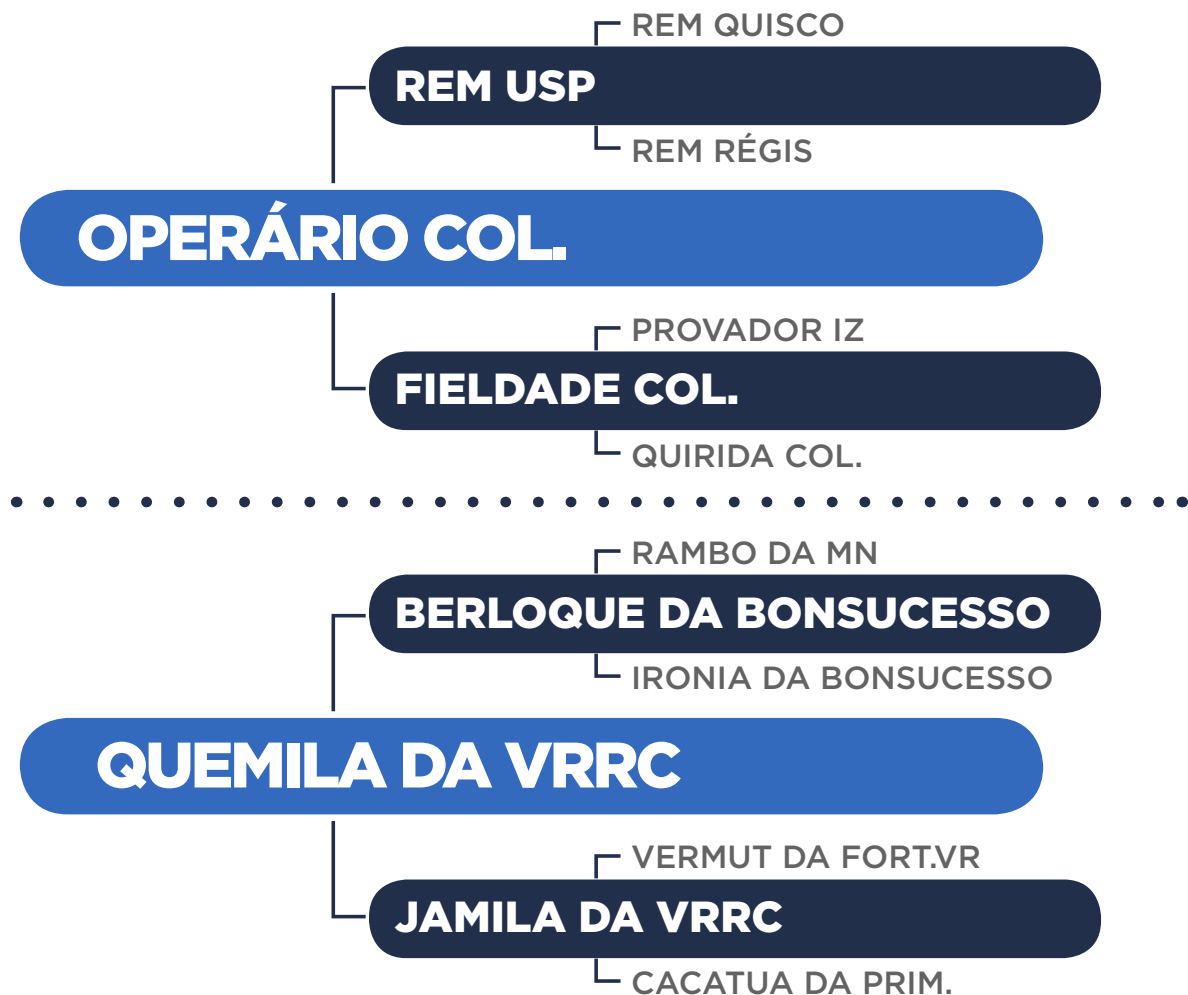 REM QUISCO
REM USP
REM RÉGIS
OPERÁRIO COL.
PROVADOR IZ
FIELDADE COL.
QUIRIDA COL.
RAMBO DA MN
BERLOQUE DA BONSUCESSO
IRONIA DA BONSUCESSO
QUEMILA DA VRRC
VERMUT DA FORT.VR
JAMILA DA VRRC
CACATUA DA PRIM.